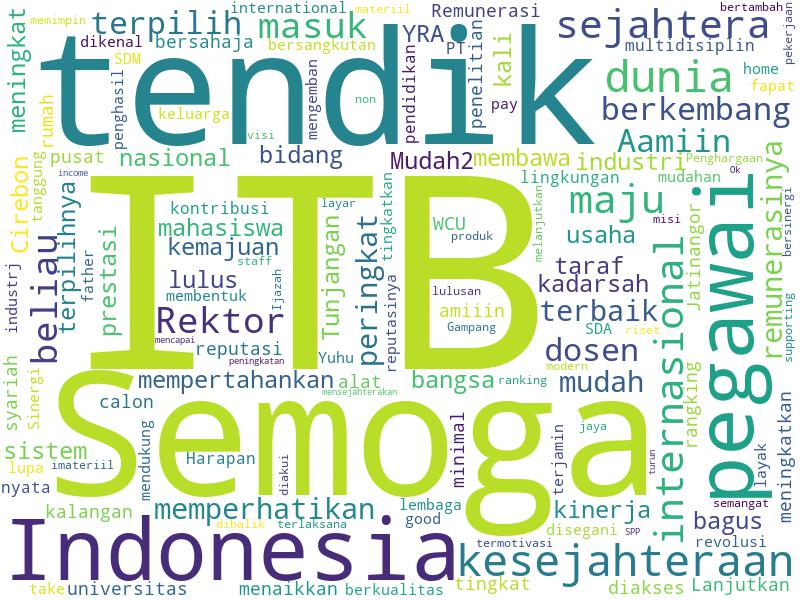 memimpin
terpilih
international
materiil
Remunerasi
bertambah
meningkat
dikenal
bersahaja
masuk
bersangkutan
YRA
PT
kali
sejahtera
multidisiplin
pekerjaan
SDM
tendik
penghasil
keluarga
visi
mengemban
non
pendidikan
penelitian
pay
dunia
home
fapat
berkembang
rumah
Aamiin
Cirebon
tanggung
pusat
nasional
bidang
Mudah2
membawa
industri
Penghargaan
income
lingkungan
mudahan
Ok
remunerasinya
bersinergi
ITB
kontribusi
layar
tingkatkan
melanjutkan
maju
misi
pegawai
Jatinangor
terpilihnya
father
prestasi
mahasiswa
kemajuan
staff
Tunjangan
peringkat
WCU
produk
usaha
internasional
industrj
beliau
lulus
membentuk
Ijazah
reputasinya
lulusan
amiiin
Gampang
taraf
kadarsah
terbaik
Rektor
mencapai
reputasi
peningkatan
Yuhu
SDA
riset
modern
dosen
supporting
syariah
Sinergi
mempertahankan
alat
mensejahterakan
bangsa
ranking
mudah
rangking
calon
Semoga
jaya
sistem
lupa
imateriil
nyata
mendukung
Harapan
diakui
minimal
terjamin
turun
layak
meningkatkan
kalangan
memperhatikan
lembaga
good
kinerja
disegani
SPP
semangat
bagus
revolusi
dibalik
terlaksana
termotivasi
Indonesia
kesejahteraan
take
universitas
menaikkan
berkualitas
tingkat
diakses
Lanjutkan